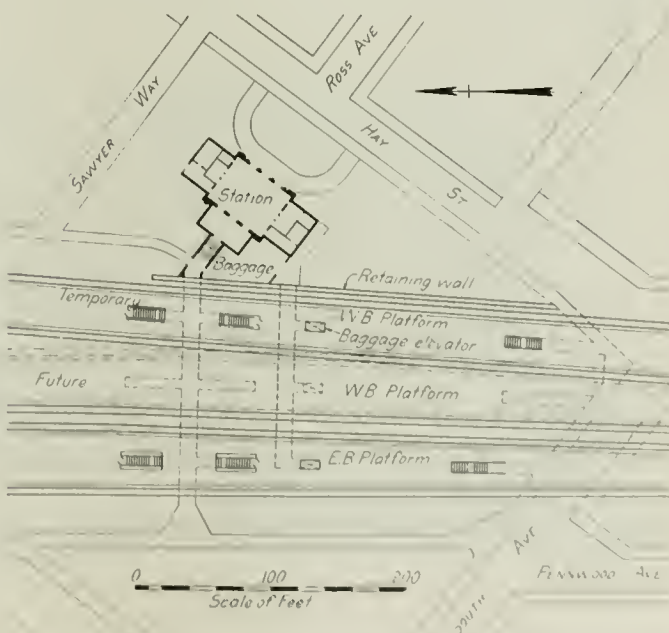 ROSS AVE
SAWYER WAY
HAY ST
Station
Baggage
Retaining wall
Temporary
WB Platform
Baggage elevator
Future
WB Platform
E.B Platform
AVE
0 100 200
Scale of Feet
SOUTH